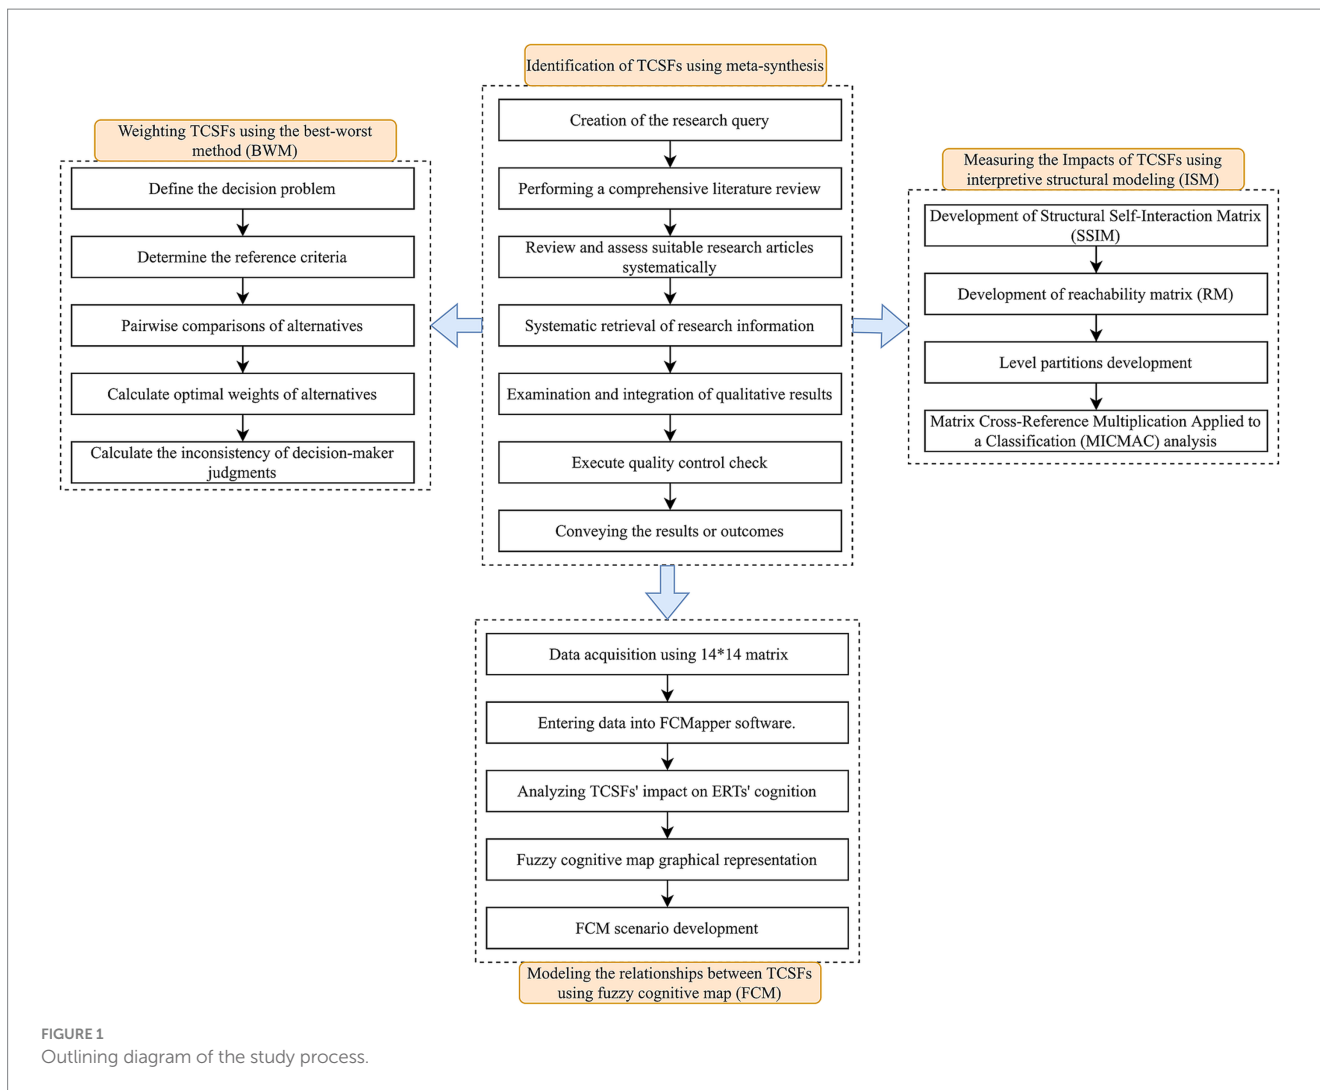 Identification of TCSFs using meta-synthesis
Creation of the research query
Performing a comprehensive literature review
Review and assess suitable research articles
systematically
Systematic retrieval of research information
Examination and integration of qualitative results
Execute quality control check
Conveying the results or outcomes
Weighting TCSFs using the best-worst
method (BWM)
Define the decision problem
Determine the reference criteria
Pairwise comparisons of alternatives
Calculate optimal weights of alternatives
Calculate the inconsistency of decision-maker
judgments
Measuring the Impacts of TCSFs using
interpretive structural modeling (ISM)
Development of Structural Self-Interaction Matrix
(SSIM)
Development of reachability matrix (RM)
Level partitions development
Matrix Cross-Reference Multiplication Applied to
a Classification (MICMAC) analysis
Data acquisition using 14*14 matrix
Entering data into FCMapper software.
Analyzing TCSFs' impact on ERTs' cognition
Fuzzy cognitive map graphical representation
FCM scenario development
Modeling the relationships between TCSFs
using fuzzy cognitive map (FCM)
FIGURE 1
Outlining diagram of the study process.